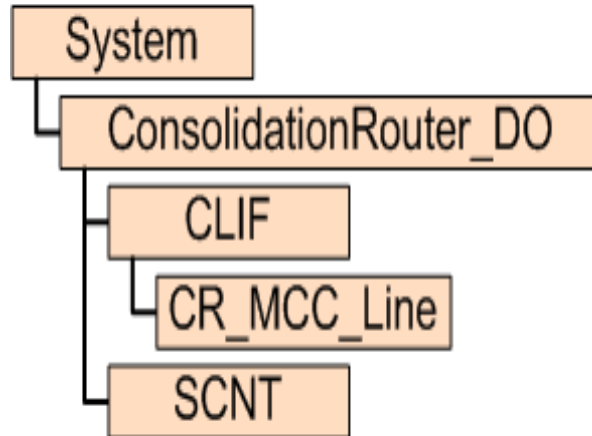 System
ConsolidationRouter_DO
CLIF
CR_MCC_Line
SCNT